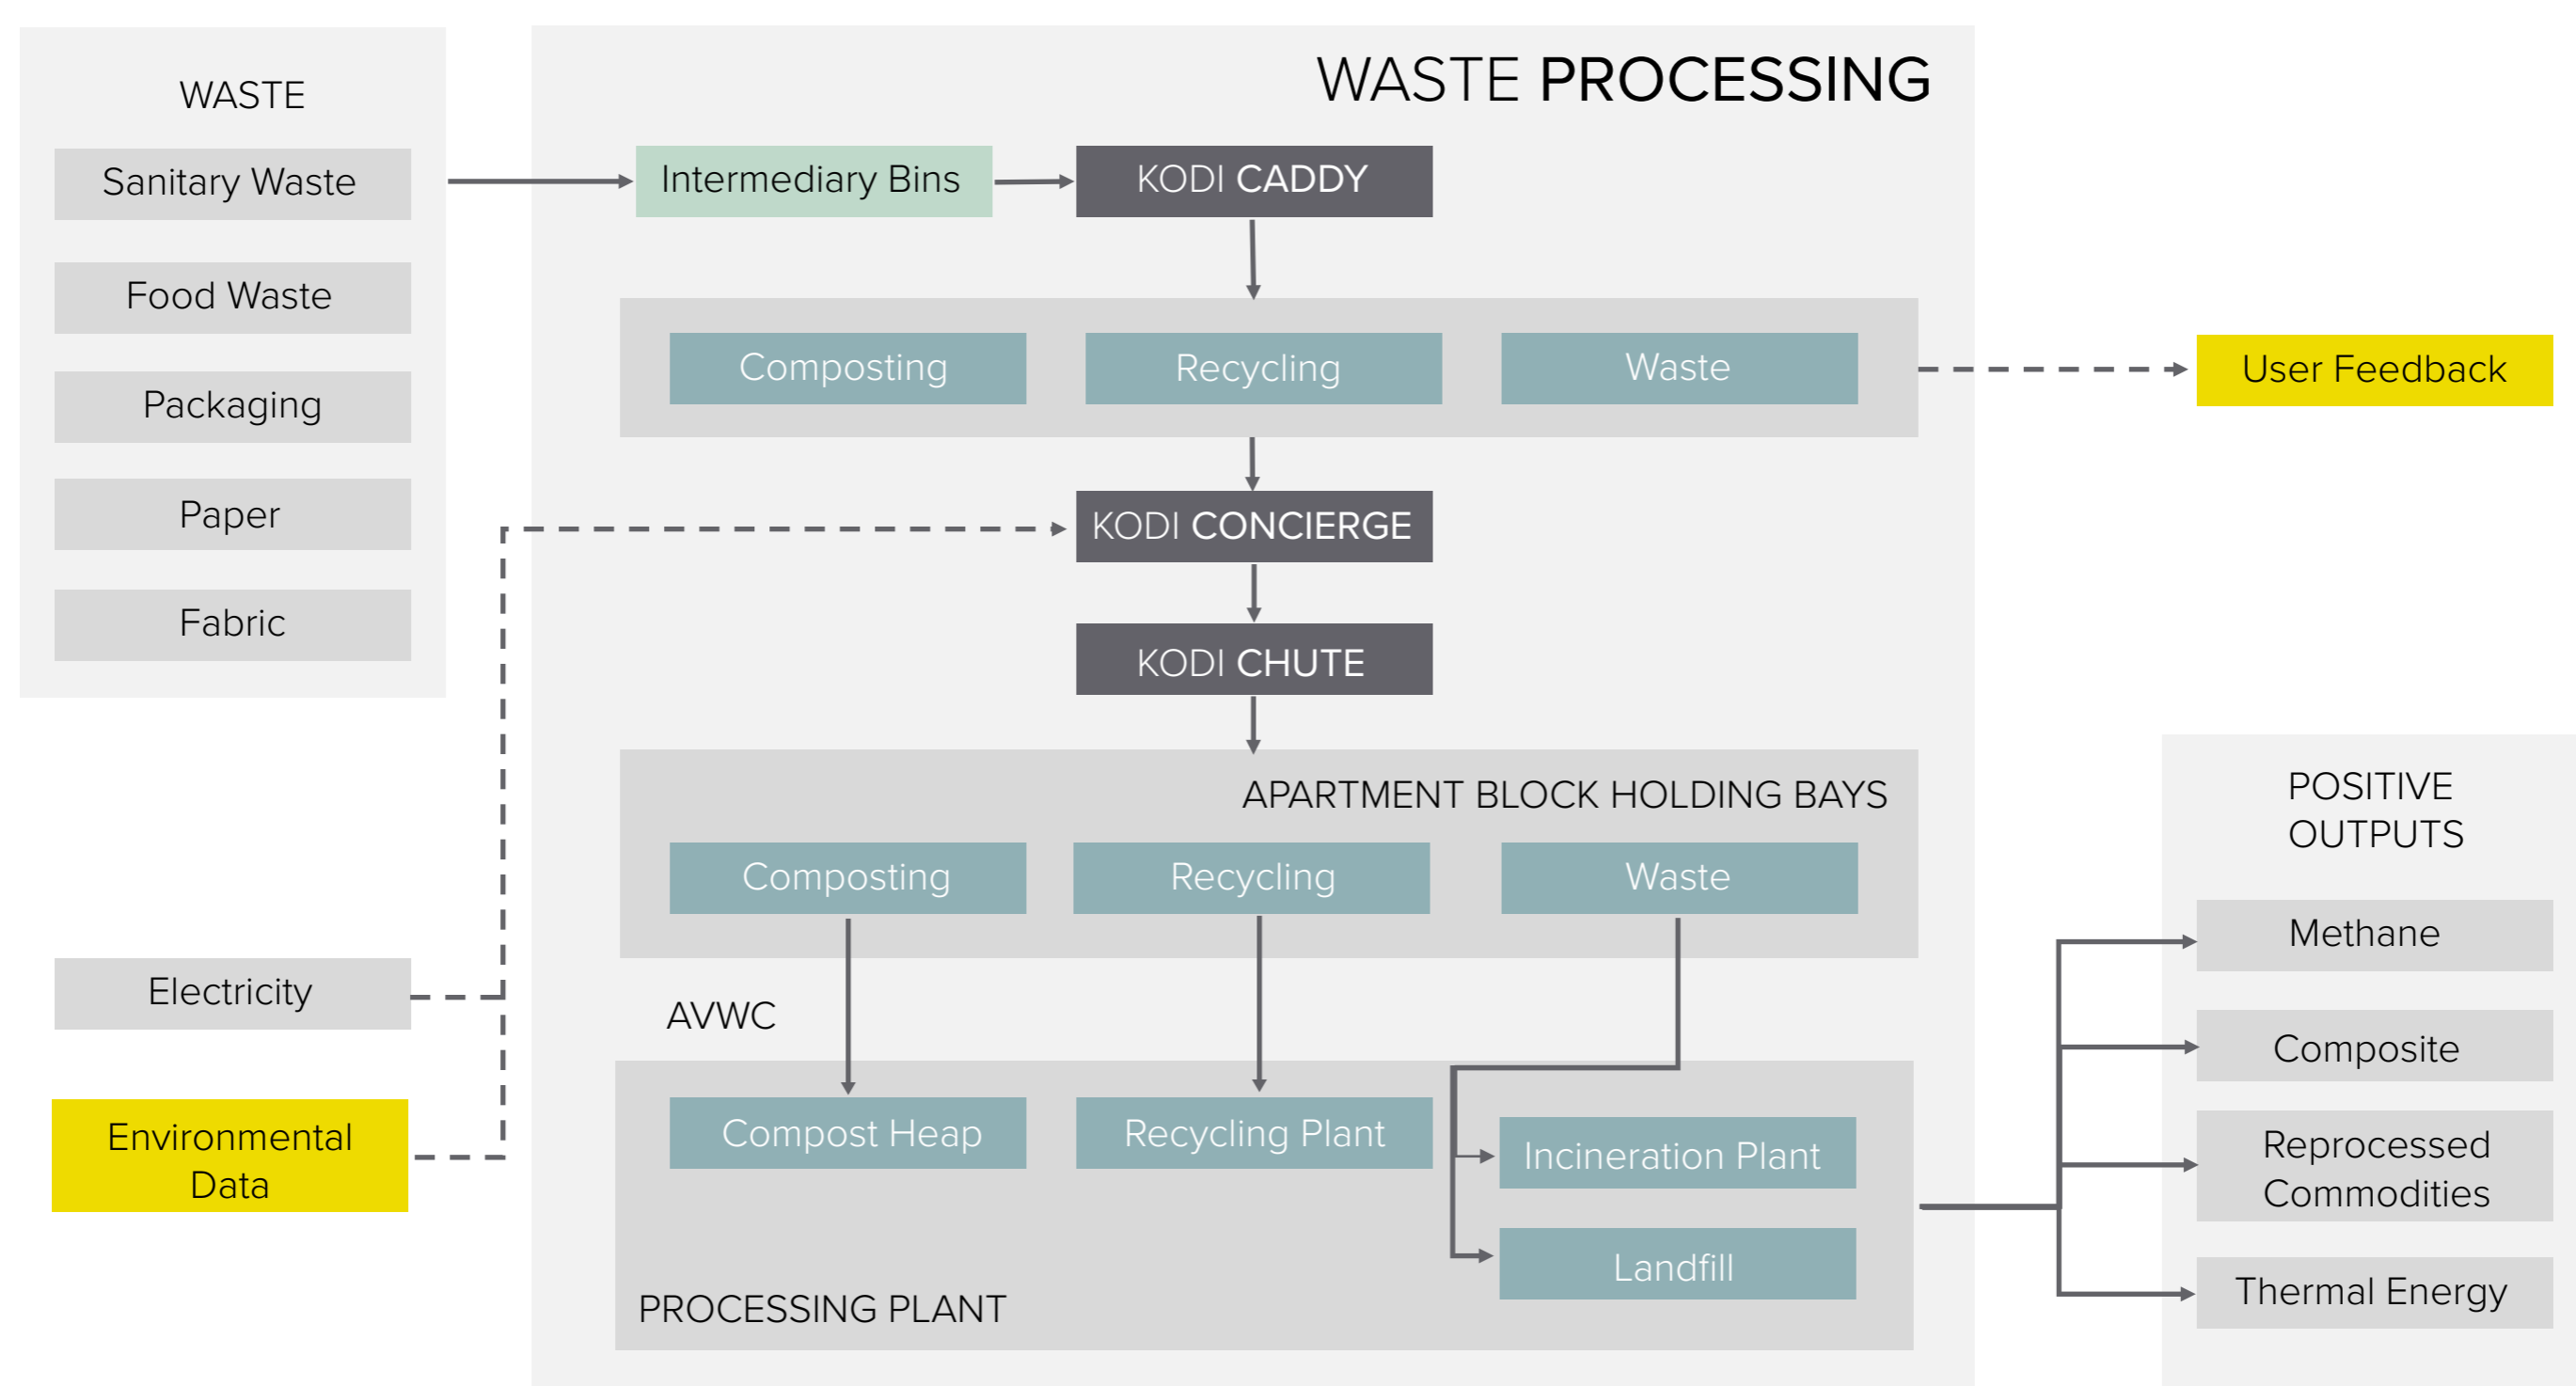 WASTE
Sanitary Waste
Food Waste
Packaging
Paper
Fabric
Electricity
Environmental
Data
WASTE PROCESSING
Intermediary Bins
KODI CADDY
Composting
Recycling
Waste
KODI CONCIERGE
KODI CHUTE
APARTMENT BLOCK HOLDING BAYS
Composting
Recycling
Waste
AVWC
Compost Heap
Recycling Plant
Incineration Plant
Landfill
PROCESSING PLANT
User Feedback
POSITIVE
OUTPUTS
Methane
Composite
Reprocessed
Commodities
Thermal Energy